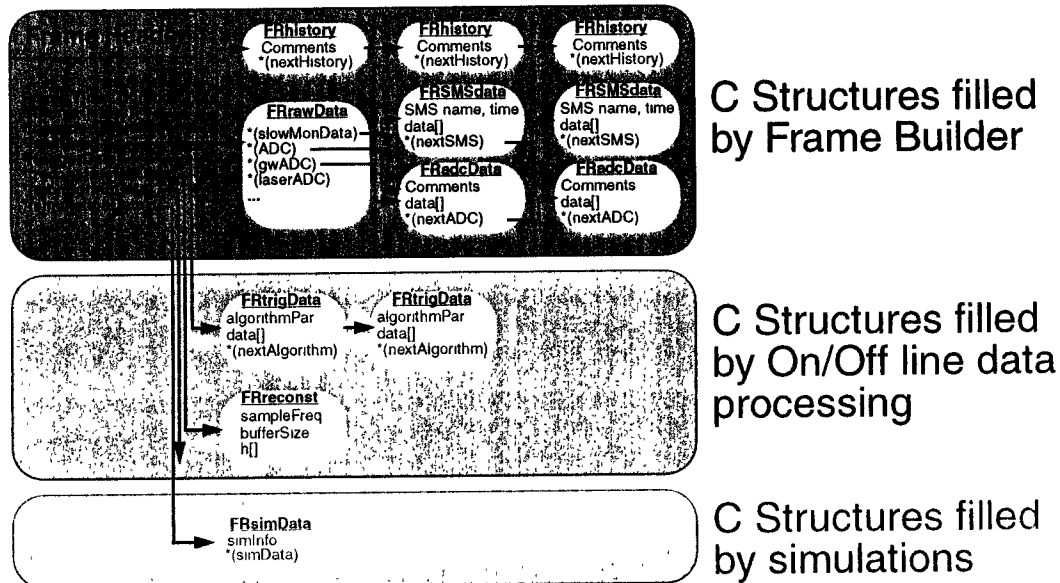 FRhistory
Comments
*(nextHistory)
FRhistory
Comments
*(nextHistory)
FRhistory
Comments
*(nextHistory)
FRrawData
*(slowMonData)
*(ADC)
*(gwADC)
*(laserADC)
...
FRSMSdata
SMS name, time
data[]
*(nextSMS)
FRSMSdata
SMS name, time
data[]
*(nextSMS)
FRadcData
Comments
data[]
*(nextADC)
FRadcData
Comments
data[]
*(nextADC)
C Structures filled
by Frame Builder
FRtrigData
algorithmPar
data[]
*(nextAlgorithm)
FRtrigData
algorithmPar
data[]
*(nextAlgorithm)
FRreconst
sampleFreq
bufferSize
h[]
C Structures filled
by On/Off line data
processing
FRsimData
simInfo
*(simData)
C Structures filled
by simulations